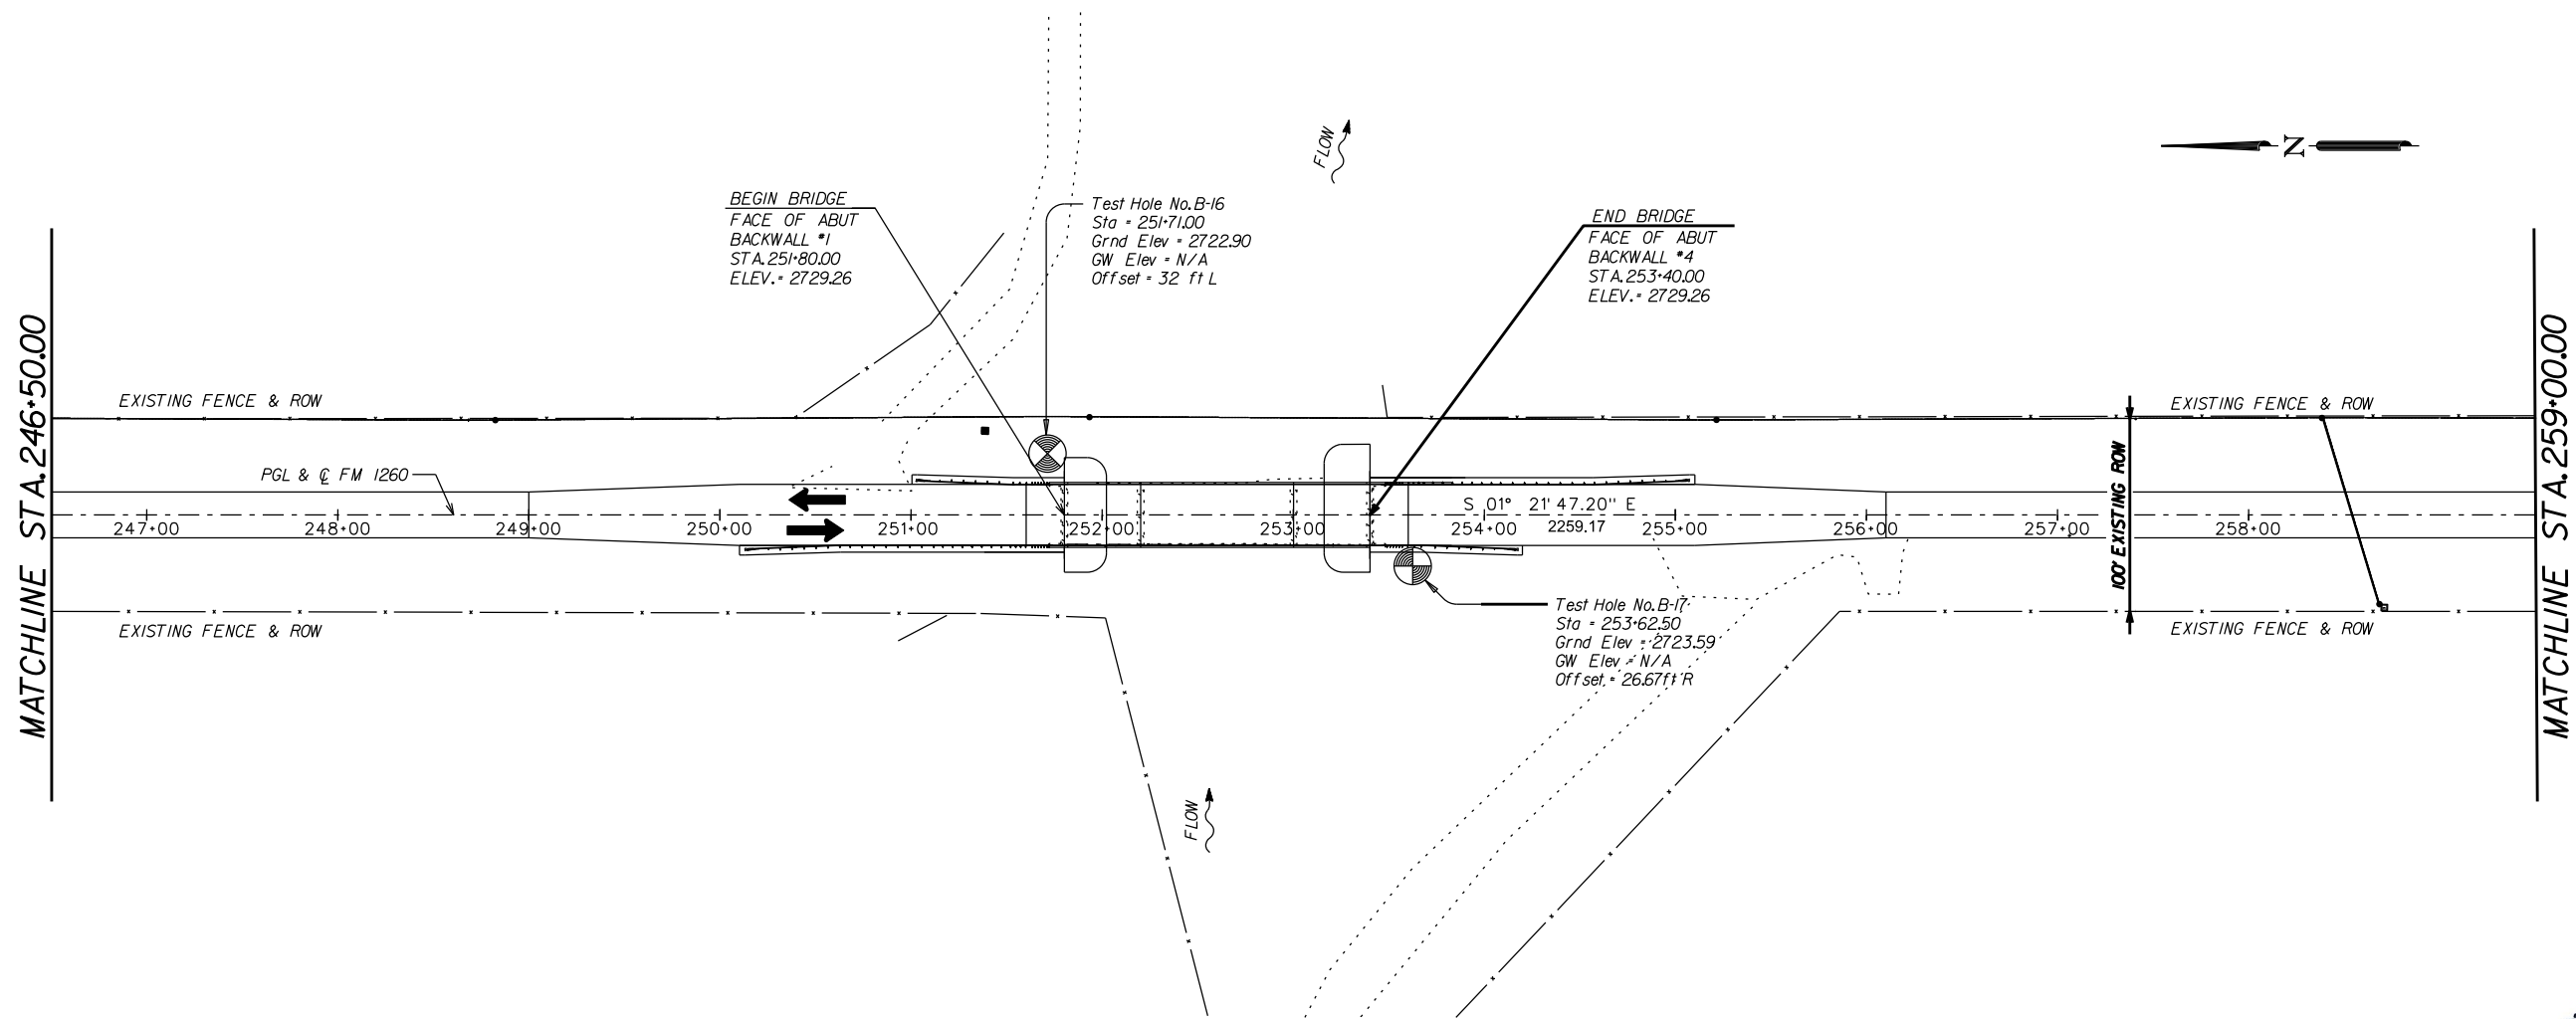 FLOW
N
BEGIN BRIDGE
FACE OF ABUT
BACKWALL #1
STA. 251+80.00
ELEV. = 2729.26
Test Hole No. B-16
Sta = 251+71.00
Grnd Elev = 2722.90
GW Elev = N/A
Offset = 32 ft L
END BRIDGE
FACE OF ABUT
BACKWALL #4
STA. 253+40.00
ELEV. = 2729.26
MATCHLINE STA. 246+50.00
MATCHLINE STA. 259+00.00
EXISTING FENCE & ROW
EXISTING FENCE & ROW
PGL & ℄ FM 1260
100' EXISTING ROW
S 01° 21' 47.20" E
2259.17
247+00
248+00
249+00
250+00
251+00
252+00
253+00
254+00
255+00
256+00
257+00
258+00
Test Hole No. B-17
Sta = 253+62.50
Grnd Elev = 2723.59
GW Elev = N/A
Offset = 26.67ft R
EXISTING FENCE & ROW
EXISTING FENCE & ROW
FLOW